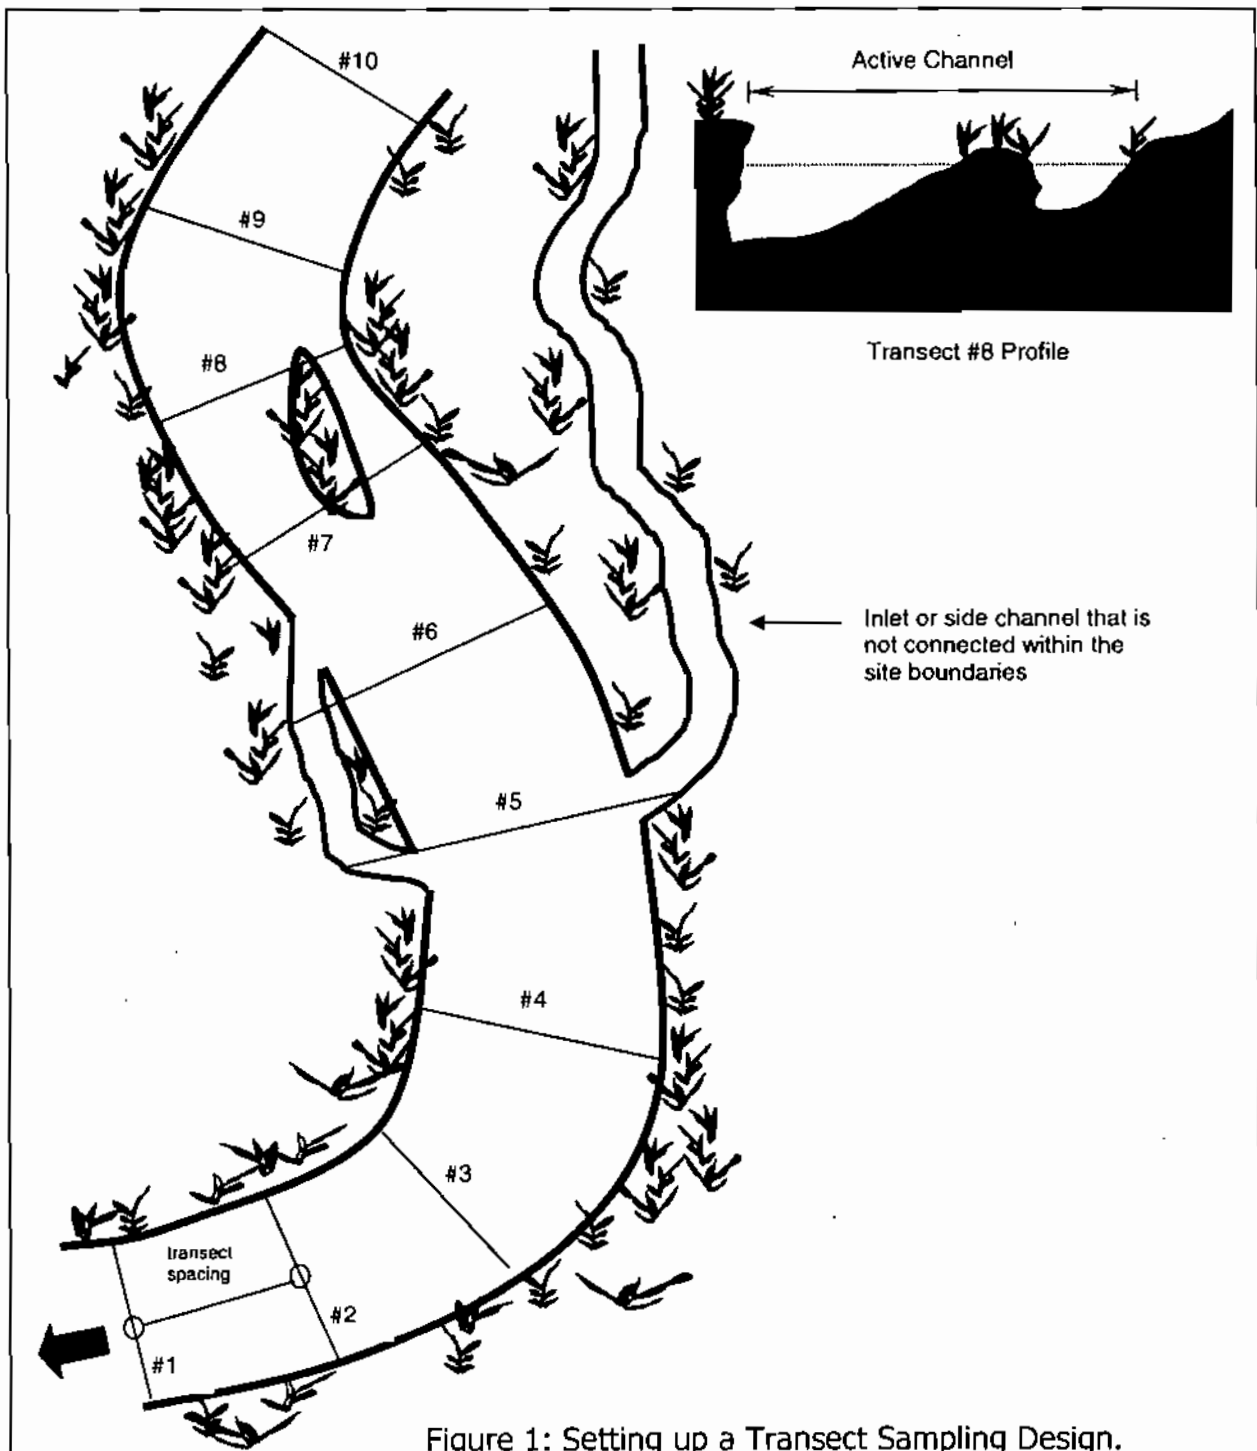 #10
Active Channel
#9
#8
Transect #8 Profile
#7
#6
Inlet or side channel that is
not connected within the
site boundaries
#5
#4
#3
transect
spacing
#2
#1
Figure 1: Setting up a Transect Sampling Design.